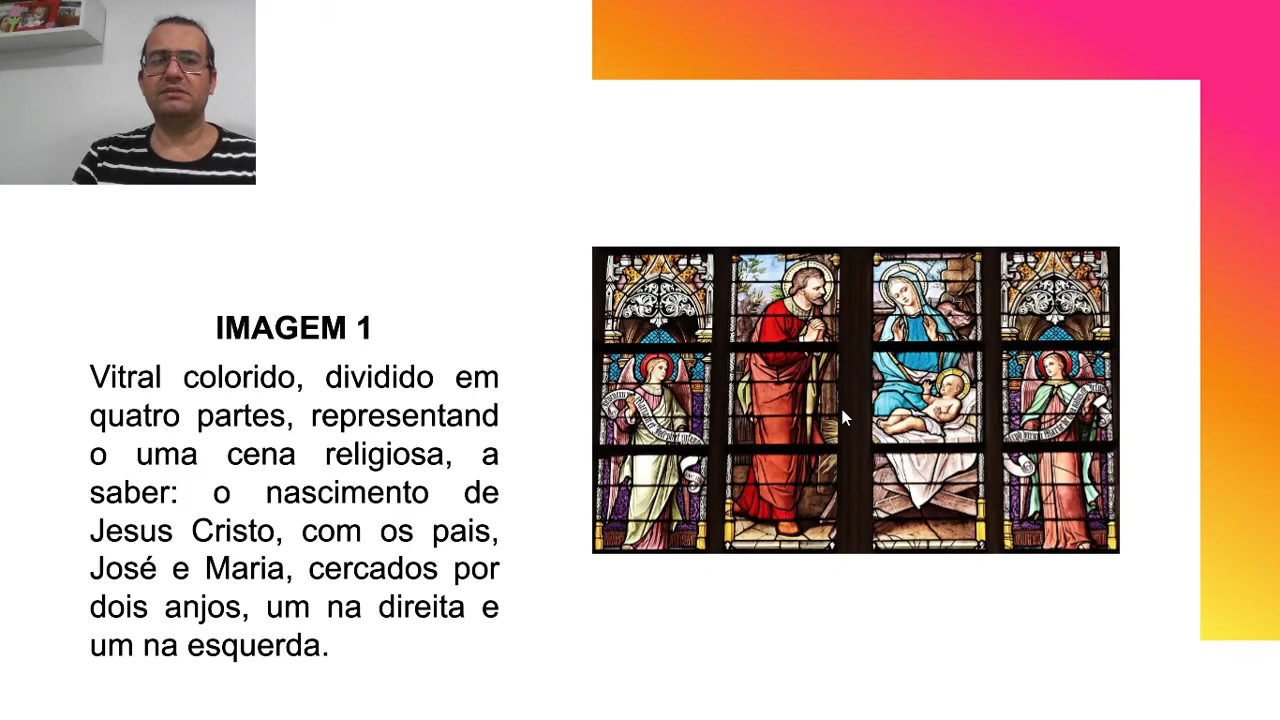 IMAGEM 1
Vitral colorido, dividido em
quatro partes, representand
o uma cena religiosa, a
saber: o nascimento de
Jesus Cristo, com os pais,
José e Maria, cercados por
dois anjos, um na direita e
um na esquerda.